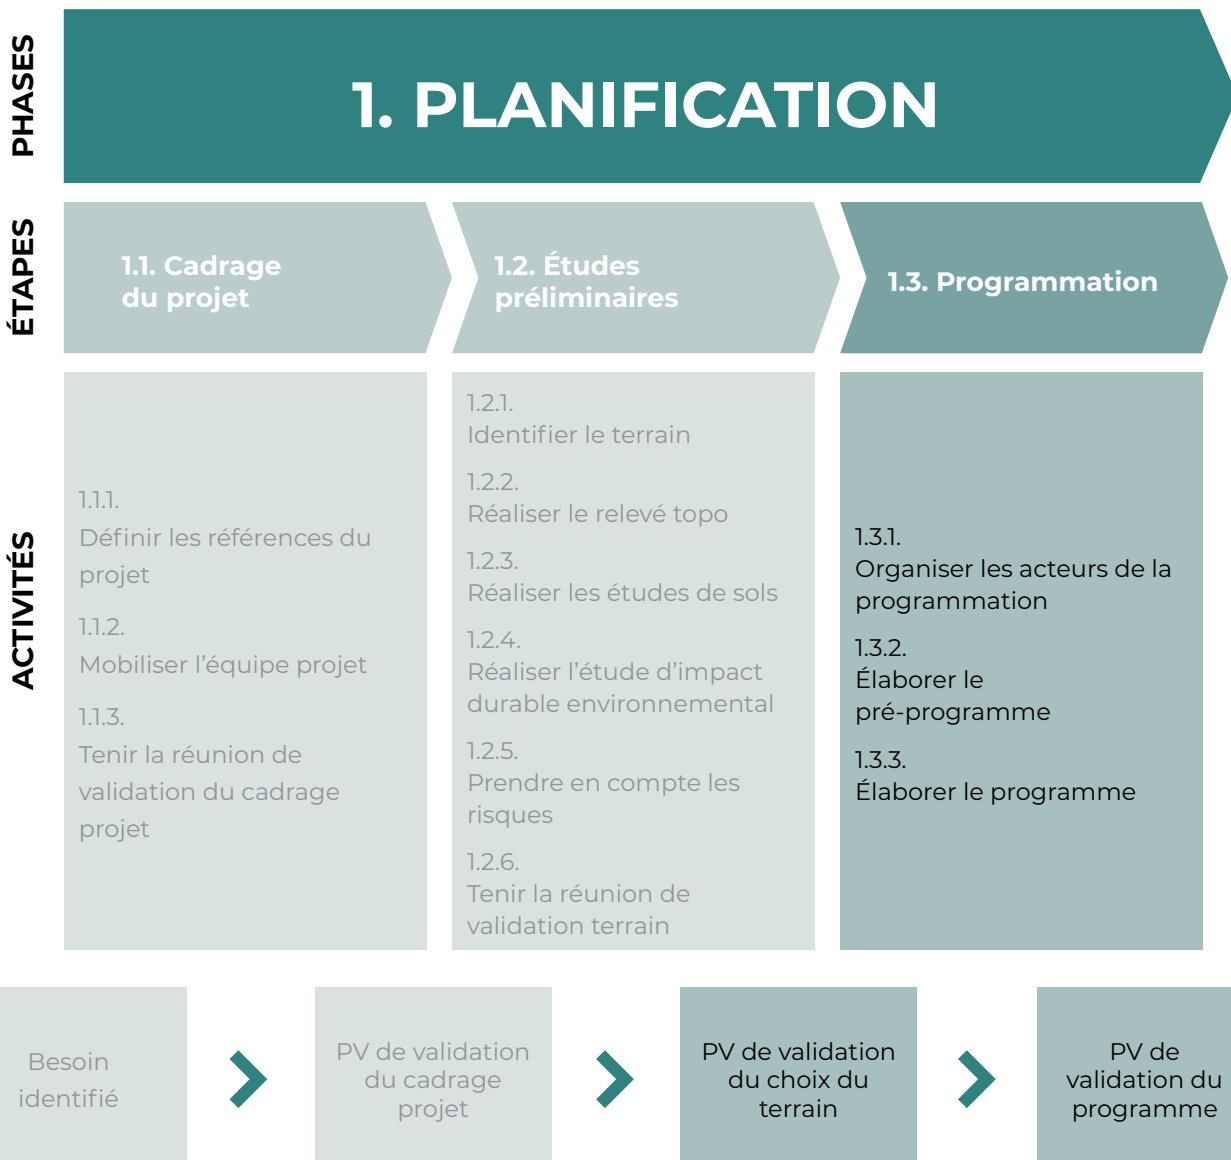 PHASES
1. PLANIFICATION
ÉTAPES
1.1. Cadrage
du projet
1.2. Études
préliminaires
1.3. Programmation
ACTIVITÉS
1.1.1.
Définir les références du
projet
1.1.2.
Mobiliser l’équipe projet
1.1.3.
Tenir la réunion de
validation du cadrage
projet
1.2.1.
Identifier le terrain
1.2.2.
Réaliser le relevé topo
1.2.3.
Réaliser les études de sols
1.2.4.
Réaliser l’étude d’impact
durable environnemental
1.2.5.
Prendre en compte les
risques
1.2.6.
Tenir la réunion de
validation terrain
1.3.1.
Organiser les acteurs de la
programmation
1.3.2.
Élaborer le
pré-programme
1.3.3.
Élaborer le programme
Besoin
identifié
PV de validation
du cadrage
projet
PV de validation
du choix du
terrain
PV de
validation du
programme